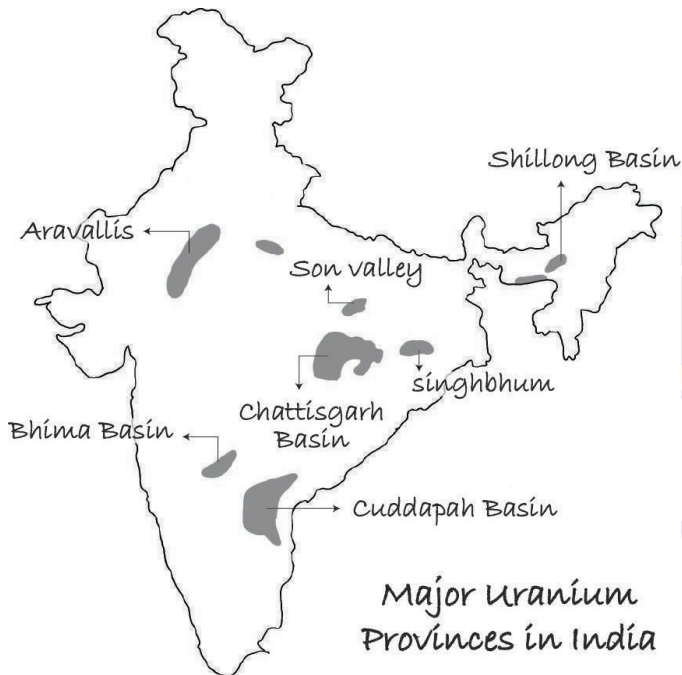 Shillong Basin
Aravallis
Son valley
singhbhum
Chattisgarh
Basin
Bhima Basin
Cuddapah Basin
Major Uranium
Provinces in India